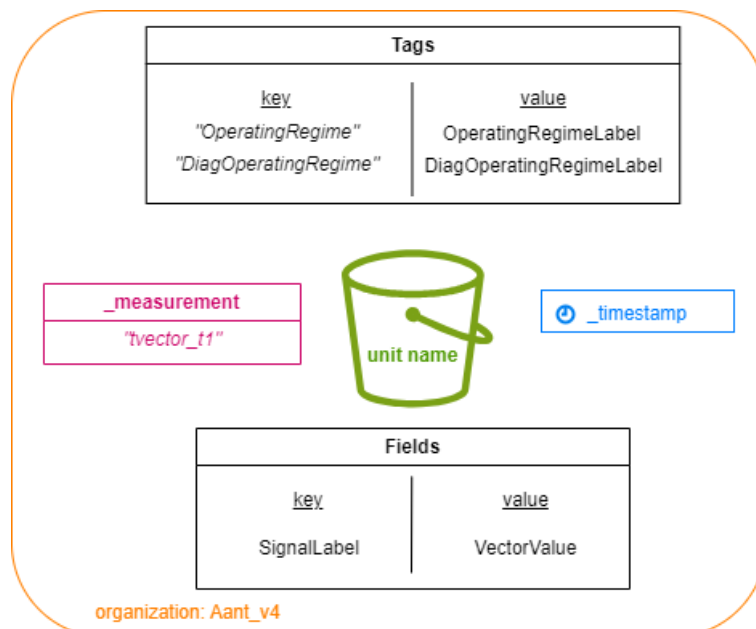 Tags
key value
"OperatingRegime" OperatingRegimeLabel
"DiagOperatingRegime" DiagOperatingRegimeLabel
_measurement
"tvector_t1"
unit name
_timestamp
Fields
key value
SignalLabel VectorValue
organization: Aant_v4